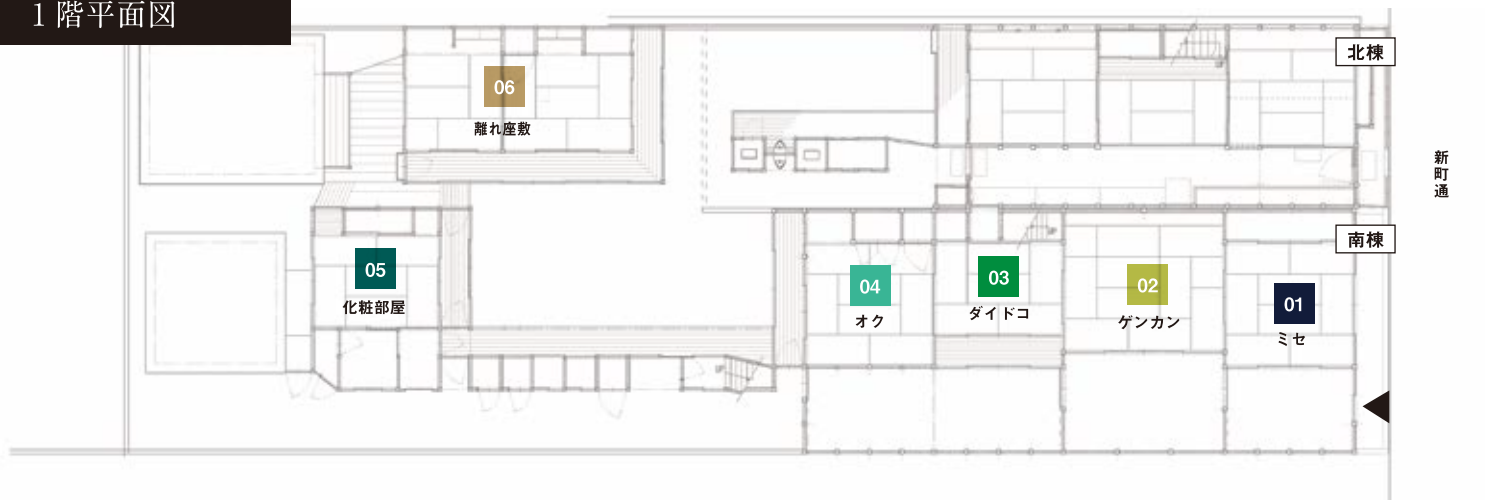 1階平面図
北棟
新町通
南棟
06
離れ座敷
05
化粧部屋
04
オク
03
ダイドコ
02
ゲンカン
01
ミセ